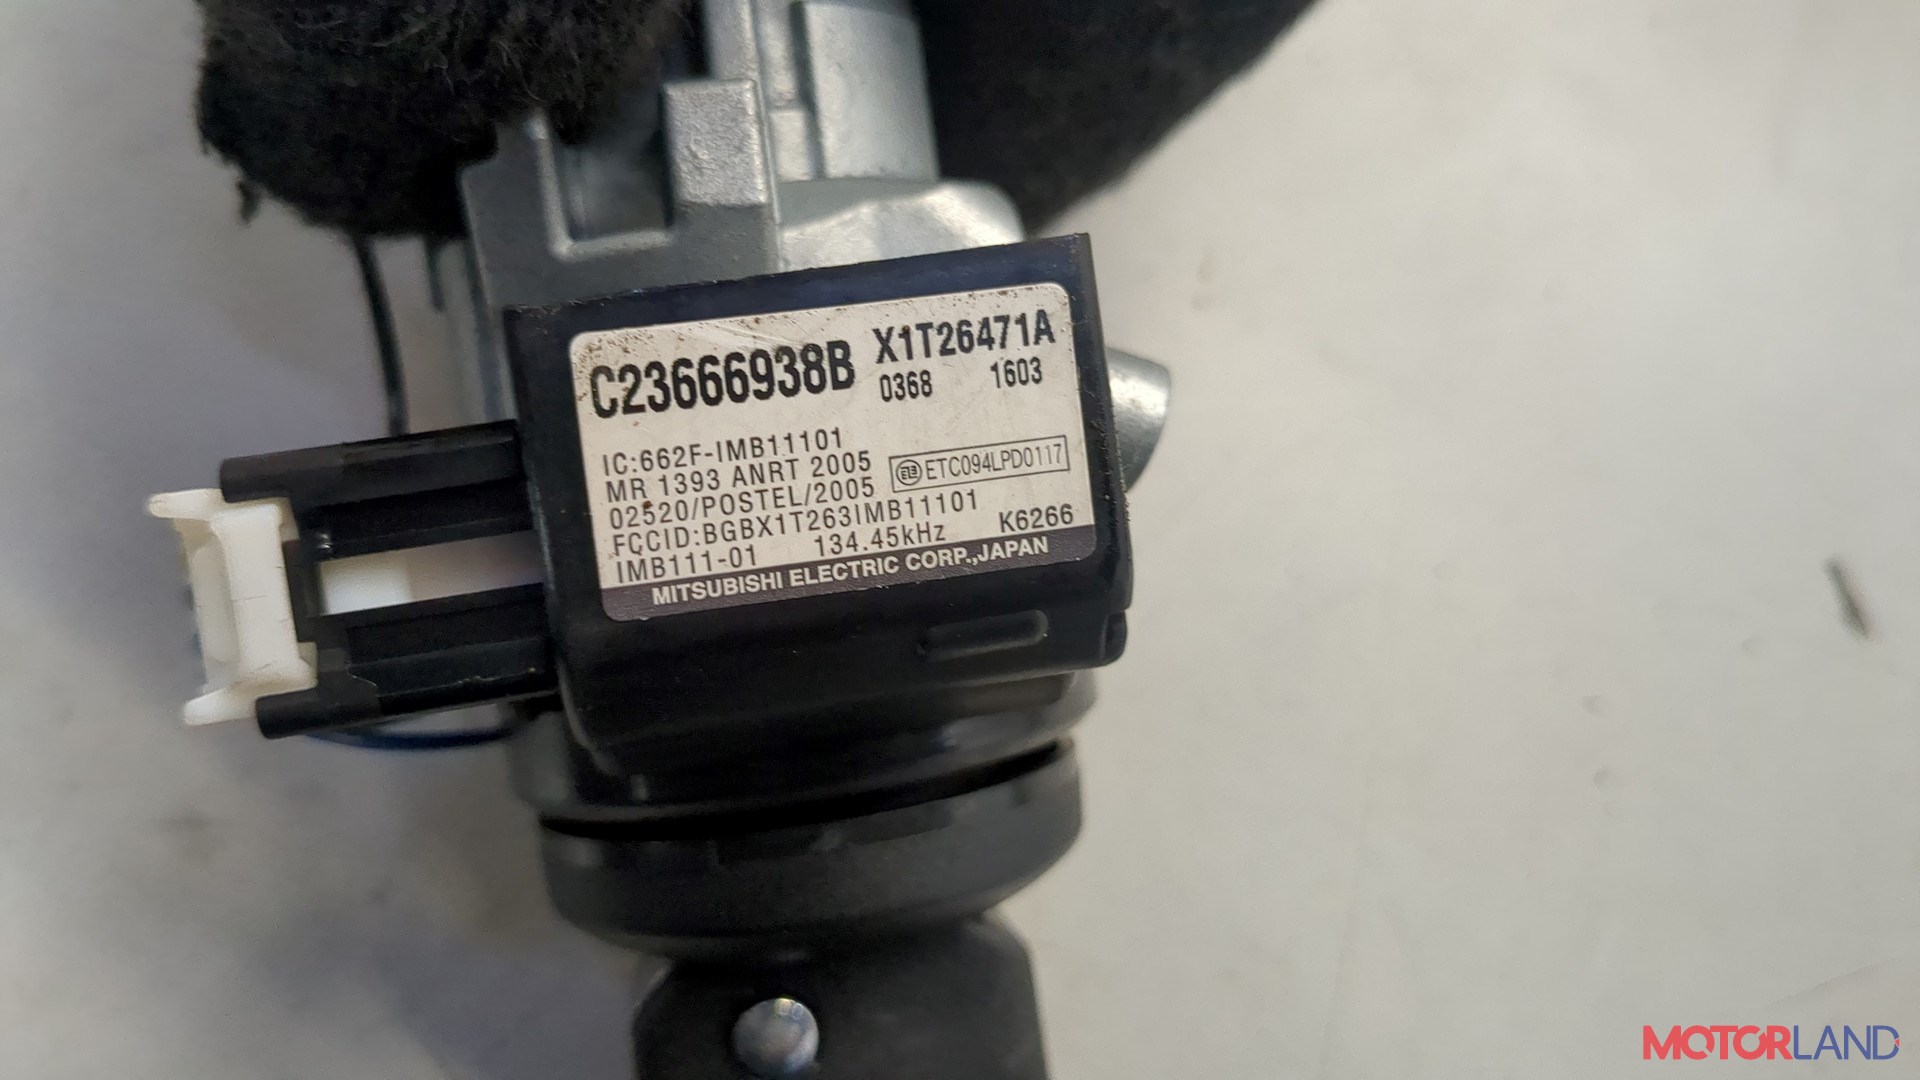 C23666938B X1T26471A
0368 1603
IC:662F-IMB11101
MR 1393 ANRT 2005
02520/POSTEL/2005 ETC094LPD0117
FCCID:BGBX1T263IMB11101
IMB111-01 134.45kHz K6266
MITSUBISHI ELECTRIC CORP.,JAPAN
MOTORLAND